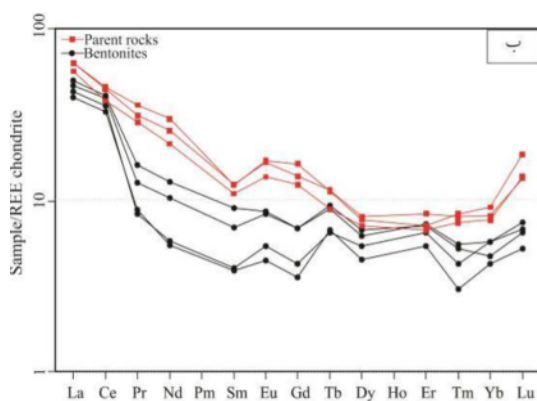 100
Parent rocks
Bentonites
ب
Sample/REE chondrite
10
1
La Ce Pr Nd Pm Sm Eu Gd Tb Dy Ho Er Tm Yb Lu